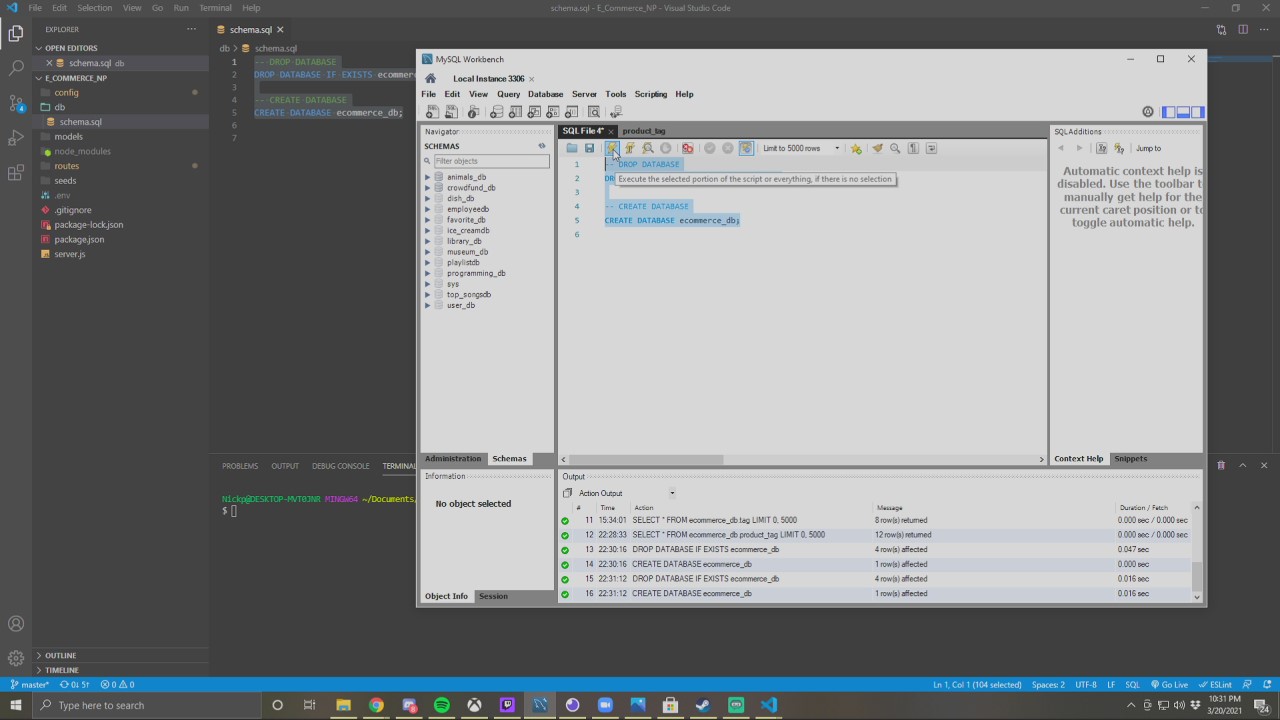 File Edit Selection View Go Run Terminal Help
schema.sql - E_Commerce_NP - Visual Studio Code
EXPLORER
OPEN EDITORS
schema.sql db
E_COMMERCE_NP
config
db
schema.sql
models
node_modules
routes
seeds
.env
.gitignore
package-lock.json
package.json
server.js
OUTLINE
TIMELINE
schema.sql
db > schema.sql
1 -- DROP DATABASE
2 DROP DATABASE IF EXISTS ecomme
3
4 -- CREATE DATABASE
5 CREATE DATABASE ecommerce_db;
6
7
PROBLEMS OUTPUT DEBUG CONSOLE TERMINAL
Nickp@DESKTOP-MVT0JNR MINGW64 ~/Documents/
$
MySQL Workbench
Local Instance 3306
File Edit View Query Database Server Tools Scripting Help
Navigator
SCHEMAS
Filter objects
animals_db
crowdfund_db
dish_db
employeedb
favorite_db
ice_creamdb
library_db
museum_db
playlistdb
programming_db
sys
top_songsdb
user_db
Administration Schemas
Information
No object selected
Object Info Session
SQL File 4* product_tag
Limit to 5000 rows
1 -- DROP DATABASE
2 DR
Execute the selected portion of the script or everything, if there is no selection
3
4 -- CREATE DATABASE
5 CREATE DATABASE ecommerce_db;
6
SQLAdditions
Jump to
Automatic context help is
disabled. Use the toolbar t
manually get help for the
current caret position or to
toggle automatic help.
Context Help Snippets
Output
Action Output
# Time Action Message Duration / Fetch
11 15:34:01 SELECT * FROM ecommerce_db.tag LIMIT 0, 5000 8 row(s) returned 0.000 sec / 0.000 sec
12 22:28:33 SELECT * FROM ecommerce_db.product_tag LIMIT 0, 5000 12 row(s) returned 0.000 sec / 0.000 sec
13 22:30:16 DROP DATABASE IF EXISTS ecommerce_db 4 row(s) affected 0.047 sec
14 22:30:16 CREATE DATABASE ecommerce_db 1 row(s) affected 0.000 sec
15 22:31:12 DROP DATABASE IF EXISTS ecommerce_db 4 row(s) affected 0.016 sec
16 22:31:12 CREATE DATABASE ecommerce_db 1 row(s) affected 0.016 sec
master* 0↓ 5↑ 0 0
Ln 1, Col 1 (104 selected) Spaces: 2 UTF-8 LF SQL Go Live ESLint
Type here to search
10:31 PM
3/20/2021
24